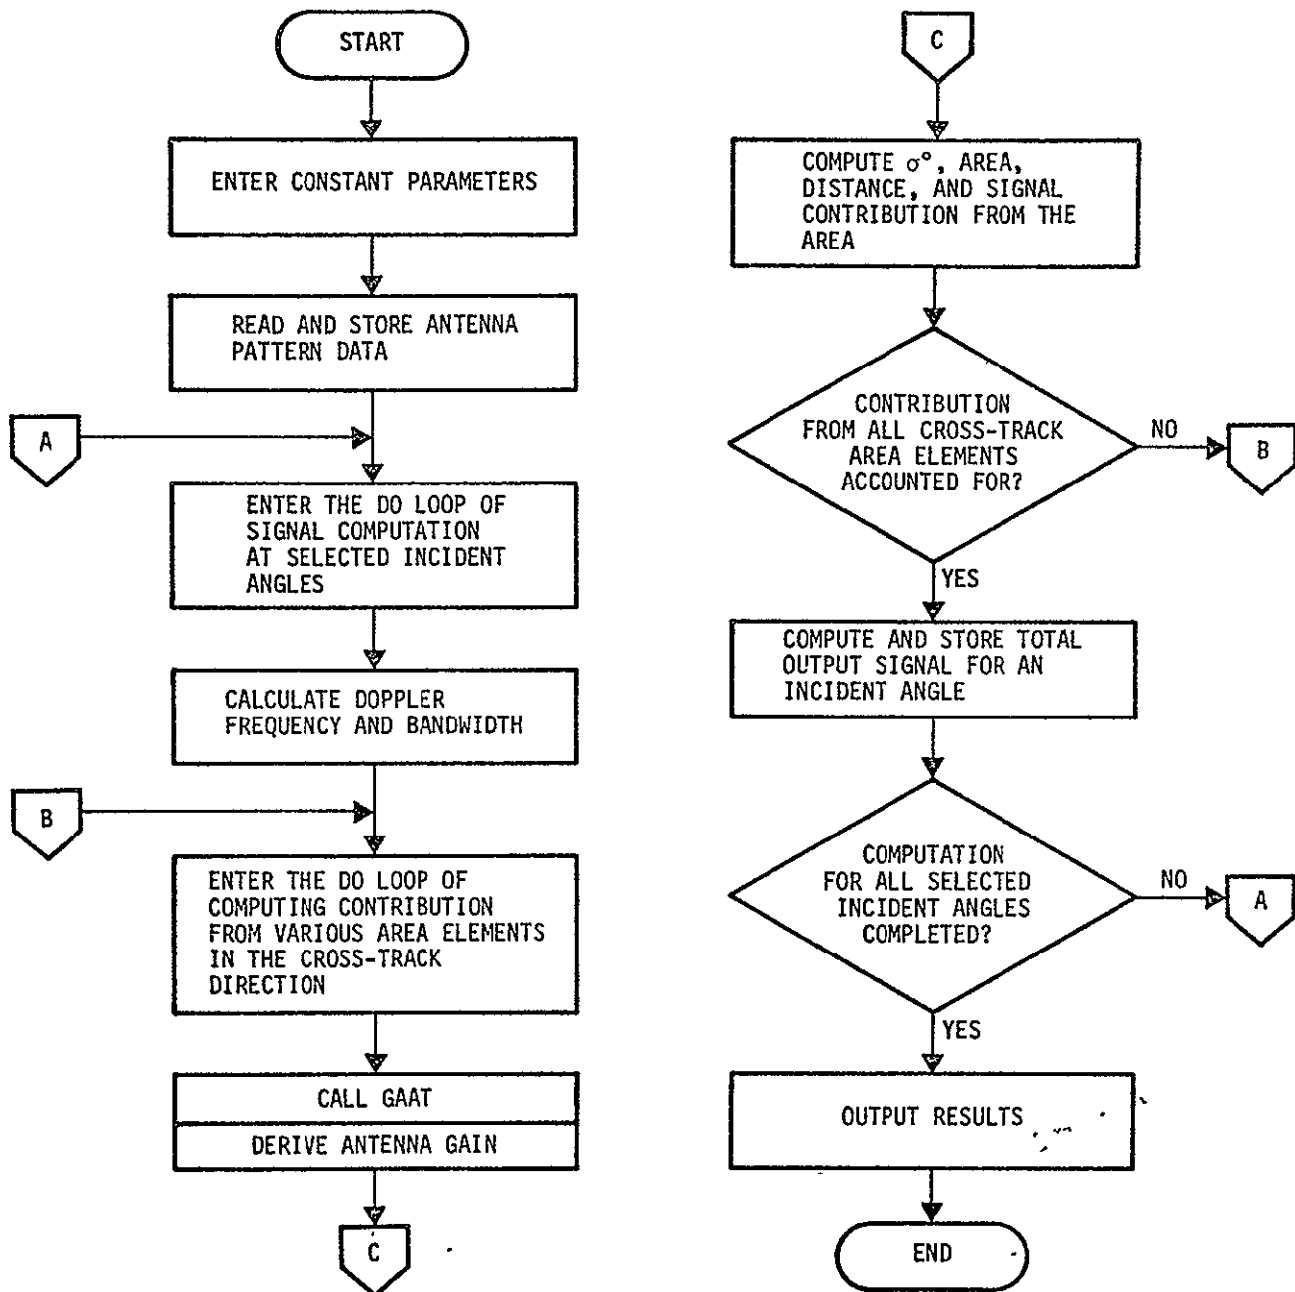 START
ENTER CONSTANT PARAMETERS
READ AND STORE ANTENNA
PATTERN DATA
A
ENTER THE DO LOOP OF
SIGNAL COMPUTATION
AT SELECTED INCIDENT
ANGLES
CALCULATE DOPPLER
FREQUENCY AND BANDWIDTH
B
ENTER THE DO LOOP OF
COMPUTING CONTRIBUTION
FROM VARIOUS AREA ELEMENTS
IN THE CROSS-TRACK
DIRECTION
CALL GAAT
DERIVE ANTENNA GAIN
C
C
COMPUTE σ°, AREA,
DISTANCE, AND SIGNAL
CONTRIBUTION FROM THE
AREA
CONTRIBUTION
FROM ALL CROSS-TRACK
AREA ELEMENTS
ACCOUNTED FOR?
NO
B
YES
COMPUTE AND STORE TOTAL
OUTPUT SIGNAL FOR AN
INCIDENT ANGLE
COMPUTATION
FOR ALL SELECTED
INCIDENT ANGLES
COMPLETED?
NO
A
YES
OUTPUT RESULTS
END